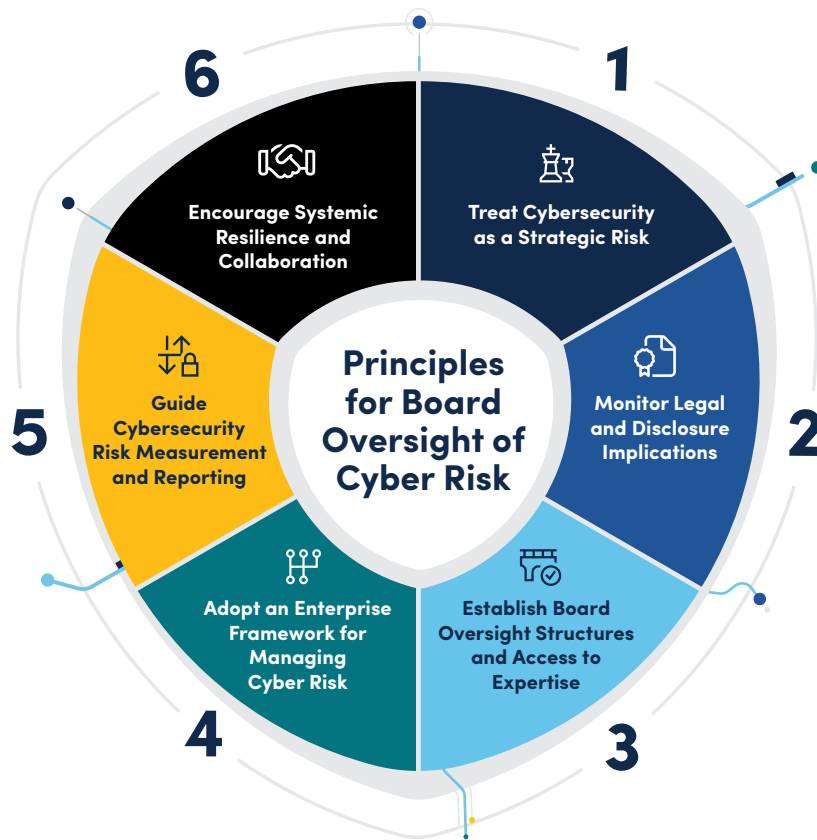 Principles
for Board
Oversight of
Cyber Risk
1
Treat Cybersecurity
as a Strategic Risk
2
Monitor Legal
and Disclosure
Implications
3
Establish Board
Oversight Structures
and Access to
Expertise
4
Adopt an Enterprise
Framework for
Managing
Cyber Risk
5
Guide
Cybersecurity
Risk Measurement
and Reporting
6
Encourage Systemic
Resilience and
Collaboration